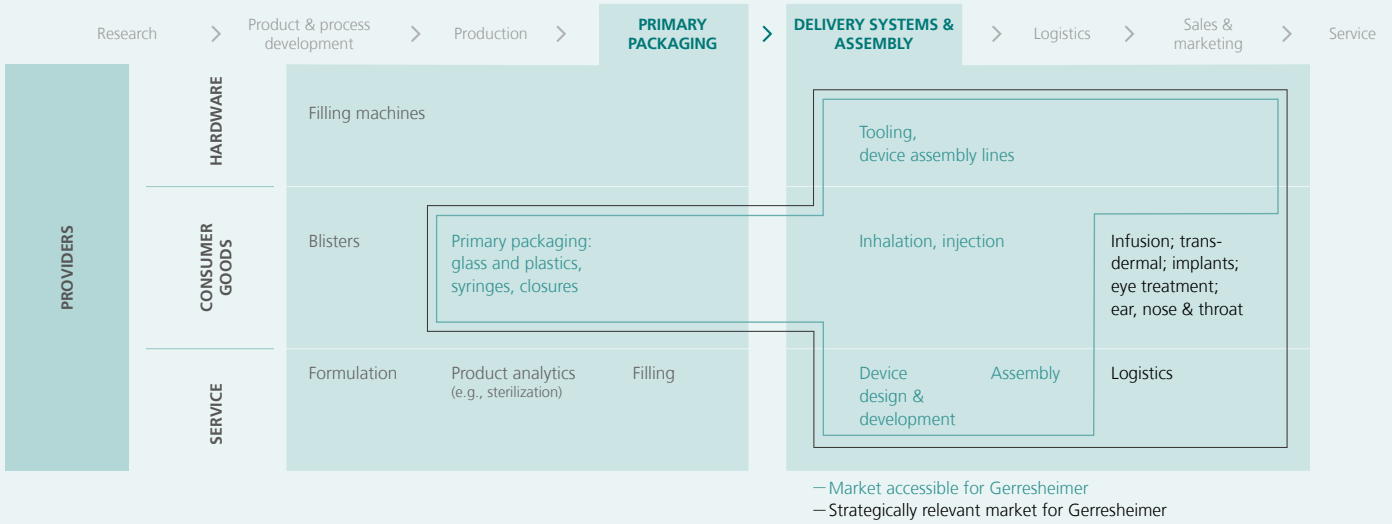 Research
Product & process
development
Production
PRIMARY
PACKAGING
DELIVERY SYSTEMS &
ASSEMBLY
Logistics
Sales &
marketing
Service
PROVIDERS
HARDWARE
Filling machines
Tooling,
device assembly lines
CONSUMER
GOODS
Blisters
Primary packaging:
glass and plastics,
syringes, closures
Inhalation, injection
Infusion; trans-
dermal; implants;
eye treatment;
ear, nose & throat
SERVICE
Formulation
Product analytics
(e.g., sterilization)
Filling
Device
design &
development
Assembly
Logistics
Market accessible for Gerresheimer
Strategically relevant market for Gerresheimer